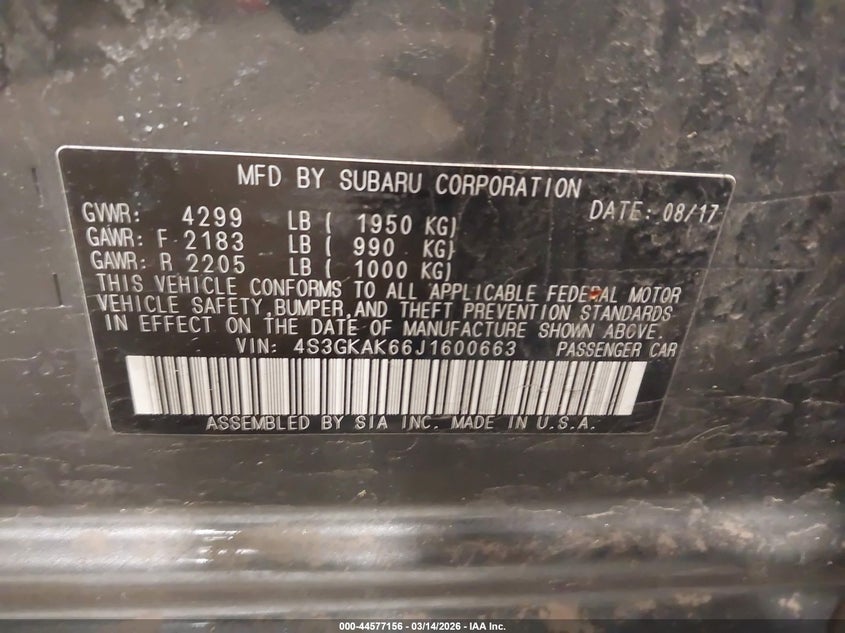 MFD BY SUBARU CORPORATION
GVWR: 4299 LB ( 1950 KG) DATE: 08/17
GAWR: F 2183 LB ( 990 KG)
GAWR: R 2205 LB ( 1000 KG)
THIS VEHICLE CONFORMS TO ALL APPLICABLE FEDERAL MOTOR
VEHICLE SAFETY,BUMPER,AND THEFT PREVENTION STANDARDS
IN EFFECT ON THE DATE OF MANUFACTURE SHOWN ABOVE.
VIN: 4S3GKAK66J1600663 PASSENGER CAR
ASSEMBLED BY SIA INC. MADE IN U.S.A.
000-44577156 - 03/14/2026 - IAA Inc.